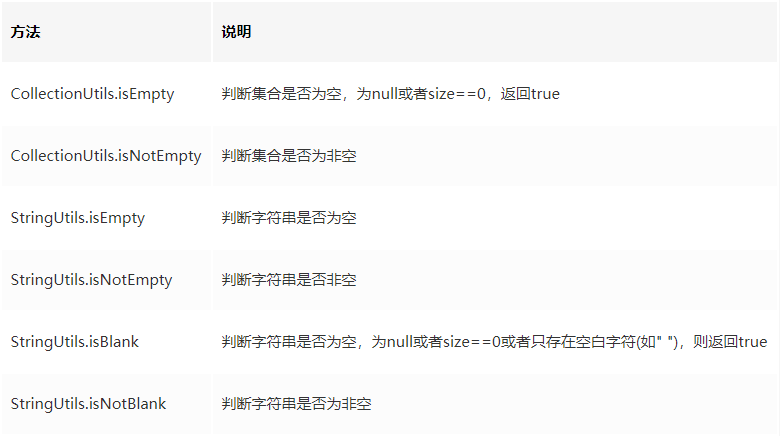 方法 说明
CollectionUtils.isEmpty 判断集合是否为空，为null或者size==0，返回true
CollectionUtils.isNotEmpty 判断集合是否为非空
StringUtils.isEmpty 判断字符串是否为空
StringUtils.isNotEmpty 判断字符串是否非空
StringUtils.isBlank 判断字符串是否为空，为null或者size==0或者只存在空白字符(如" ")，则返回true
StringUtils.isNotBlank 判断字符串是否为非空